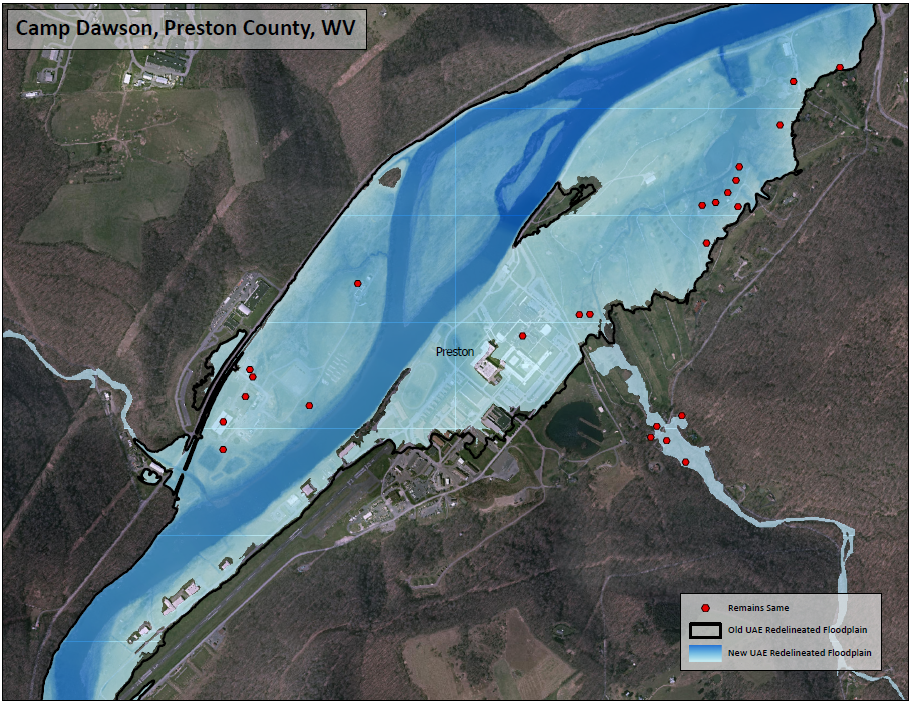 Camp Dawson, Preston County, WV
Preston
Remains Same
Old UAE Redelineated Floodplain
New UAE Redelineated Floodplain